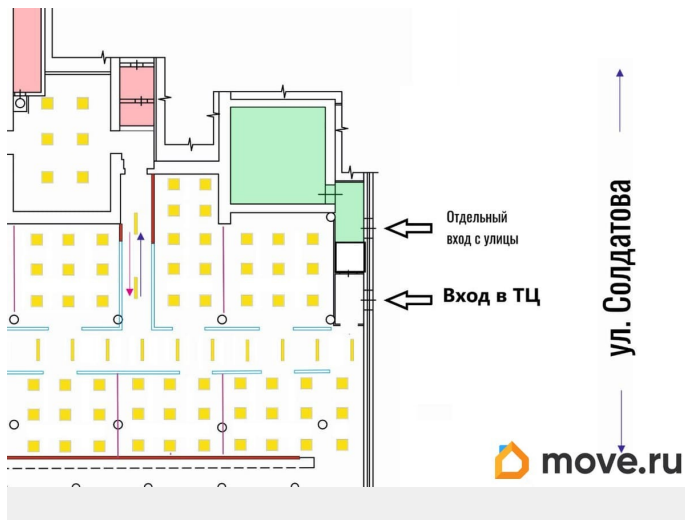 Отдельный
вход с улицы
Вход в ТЦ
ул. Солдатова
move.ru